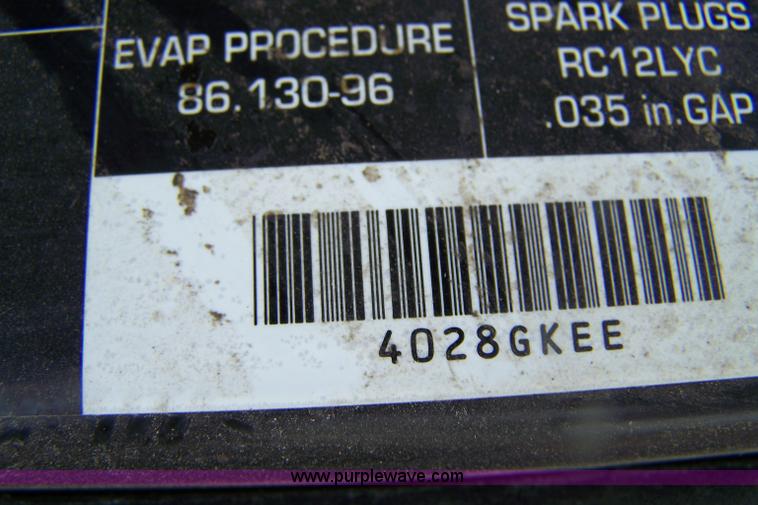 EVAP PROCEDURE
86.130-96
SPARK PLUGS
RC12LYC
.035 in.GAP
4028GKEE
www.purplewave.com